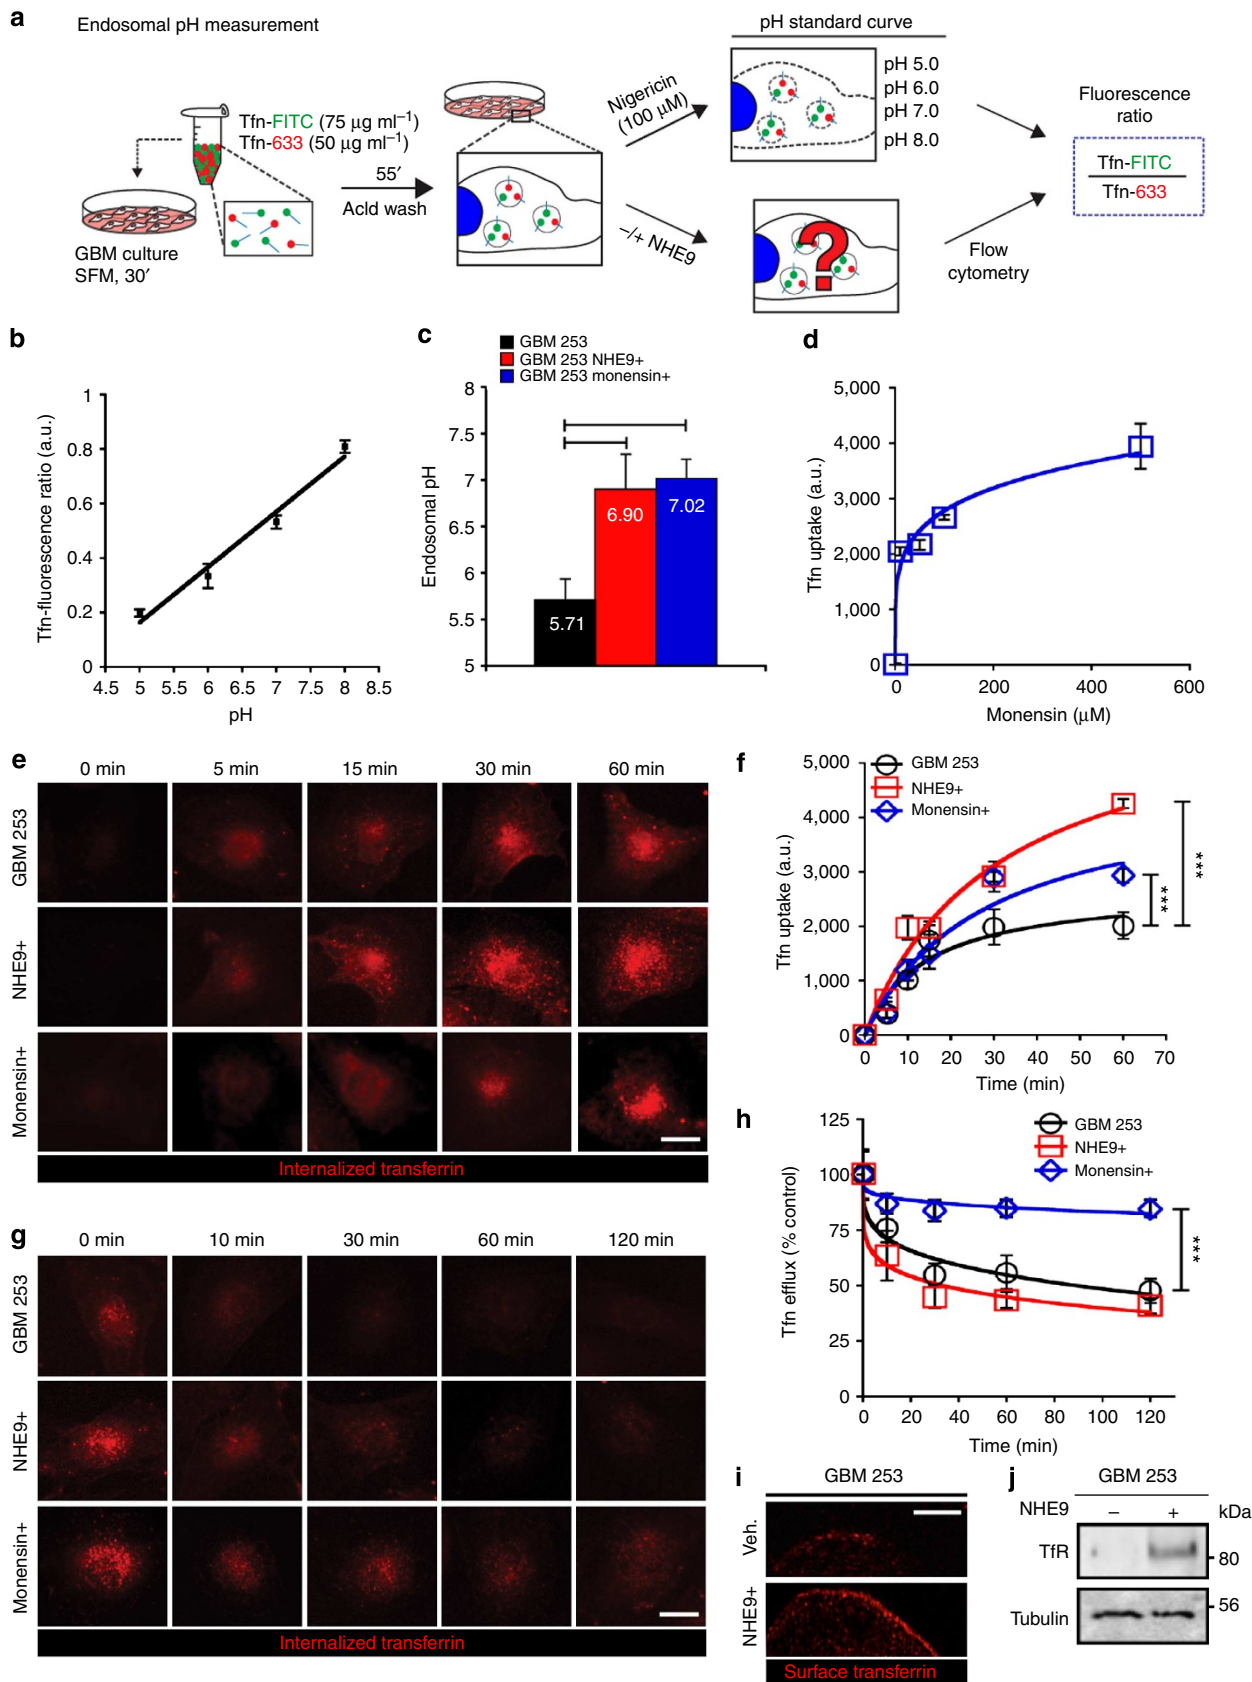 a
Endosomal pH measurement
Tfn-FITC (75 μg ml⁻¹)
Tfn-633 (50 μg ml⁻¹)
GBM culture
SFM, 30′
55′
Acld wash
Nigericin
(100 μM)
–/+ NHE9
pH standard curve
pH 5.0
pH 6.0
pH 7.0
pH 8.0
?
Flow
cytometry
Fluorescence
ratio
Tfn-FITC
Tfn-633
b
Tfn-fluorescence ratio (a.u.)
1
0.8
0.6
0.4
0.2
0
4.5 5 5.5 6 6.5 7 7.5 8 8.5
pH
c
GBM 253
GBM 253 NHE9+
GBM 253 monensin+
Endosomal pH
8
7.5
7
6.5
6
5.5
5
5.71
6.90
7.02
d
Tfn uptake (a.u.)
5,000
4,000
3,000
2,000
1,000
0
0 200 400 600
Monensin (μM)
e
0 min 5 min 15 min 30 min 60 min
GBM 253
NHE9+
Monensin+
Internalized transferrin
f
GBM 253
NHE9+
Monensin+
Tfn uptake (a.u.)
5,000
4,000
3,000
2,000
1,000
0
0 10 20 30 40 50 60 70
Time (min)
***
***
g
0 min 10 min 30 min 60 min 120 min
GBM 253
NHE9+
Monensin+
Internalized transferrin
h
GBM 253
NHE9+
Monensin+
Tfn efflux (% control)
125
100
75
50
25
0
0 20 40 60 80 100 120
Time (min)
***
i
GBM 253
Veh.
NHE9+
Surface transferrin
j
GBM 253
NHE9 – + kDa
TfR
80
56
Tubulin